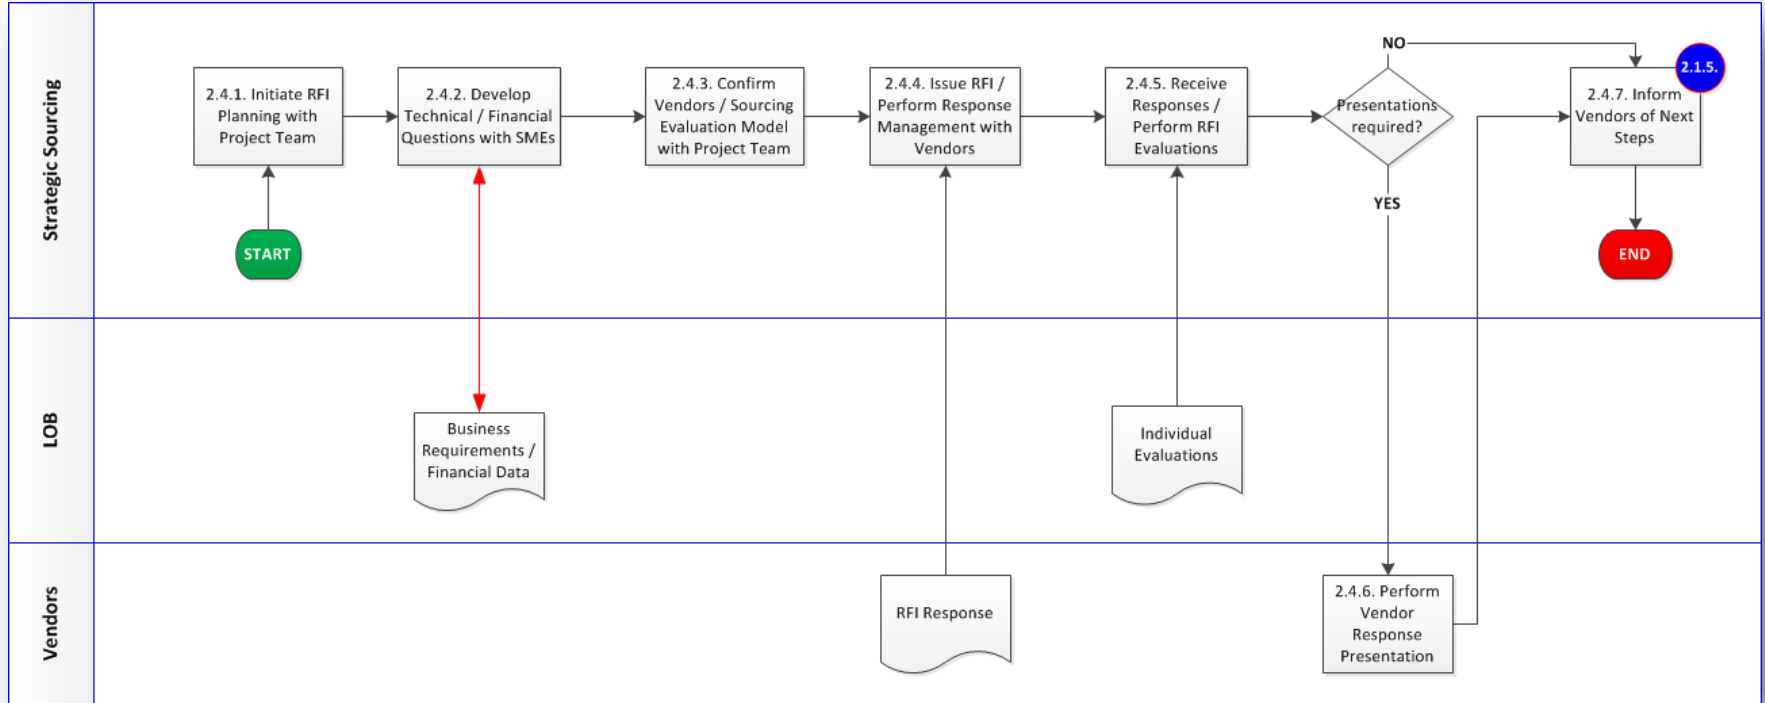 Strategic Sourcing
2.4.1. Initiate RFI
Planning with
Project Team
START
2.4.2. Develop
Technical / Financial
Questions with SMEs
2.4.3. Confirm
Vendors / Sourcing
Evaluation Model
with Project Team
2.4.4. Issue RFI /
Perform Response
Management with
Vendors
2.4.5. Receive
Responses /
Perform RFI
Evaluations
Presentations
required?
NO
YES
2.1.5.
2.4.7. Inform
Vendors of Next
Steps
END
LOB
Business
Requirements /
Financial Data
Individual
Evaluations
Vendors
RFI Response
2.4.6. Perform
Vendor
Response
Presentation